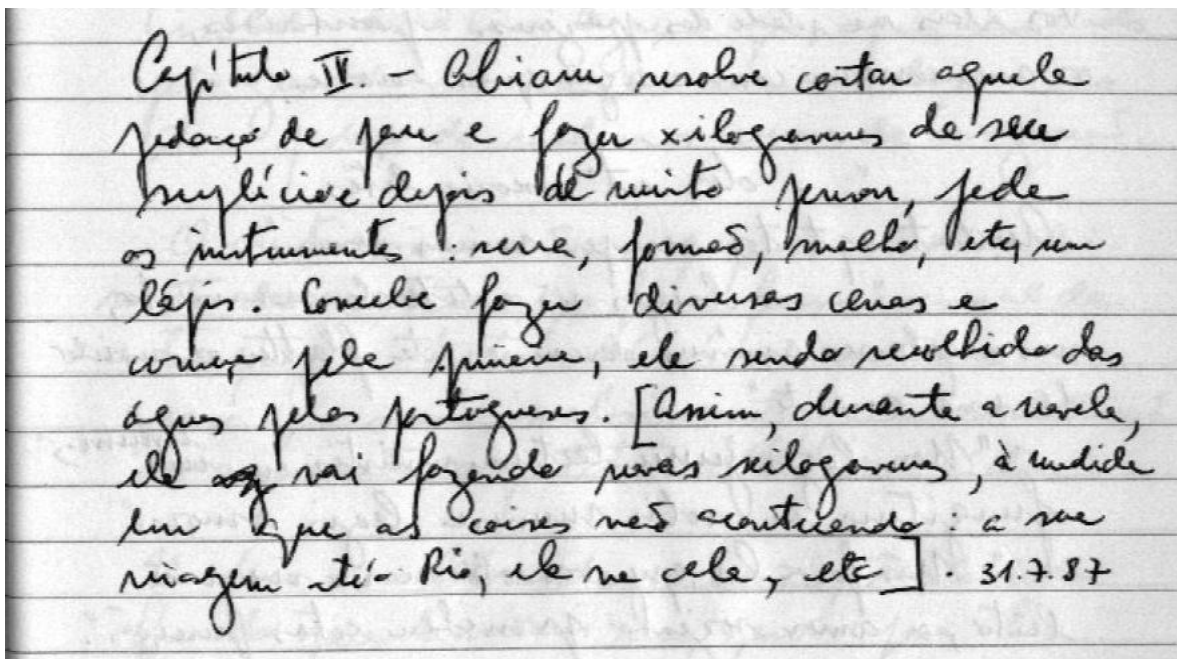 Capítulo IV. - Abiaru resolve cortar aquele
pedaço de pau e fazer xilogravuras de seu
suplício e depois de muito pensar, pede
os instrumentos: serra, formão, malho, etc, um
lápis. Concebe fazer diversas cenas e
começa pela primeira, ele sendo recolhido das
águas pelos portugueses. [Assim, durante a novela,
ele vai fazendo novas xilogravuras, à medida
em que as coisas vão acontecendo: a sua
viagem até o Rio, ele na cela, etc]. 31.7.87